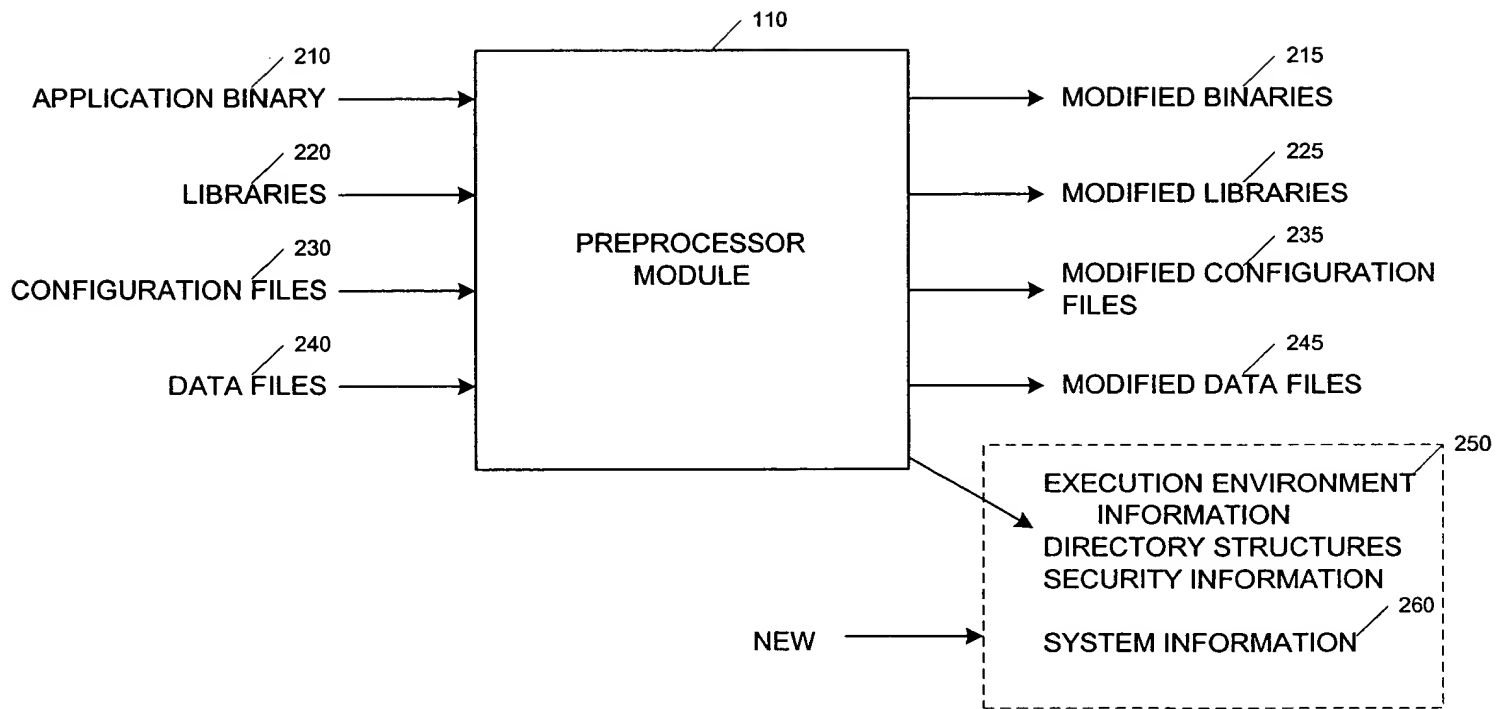 110
210
APPLICATION BINARY
215
MODIFIED BINARIES
220
LIBRARIES
225
MODIFIED LIBRARIES
PREPROCESSOR
MODULE
230
CONFIGURATION FILES
235
MODIFIED CONFIGURATION
FILES
240
DATA FILES
245
MODIFIED DATA FILES
250
EXECUTION ENVIRONMENT
INFORMATION
DIRECTORY STRUCTURES
SECURITY INFORMATION
260
NEW
SYSTEM INFORMATION